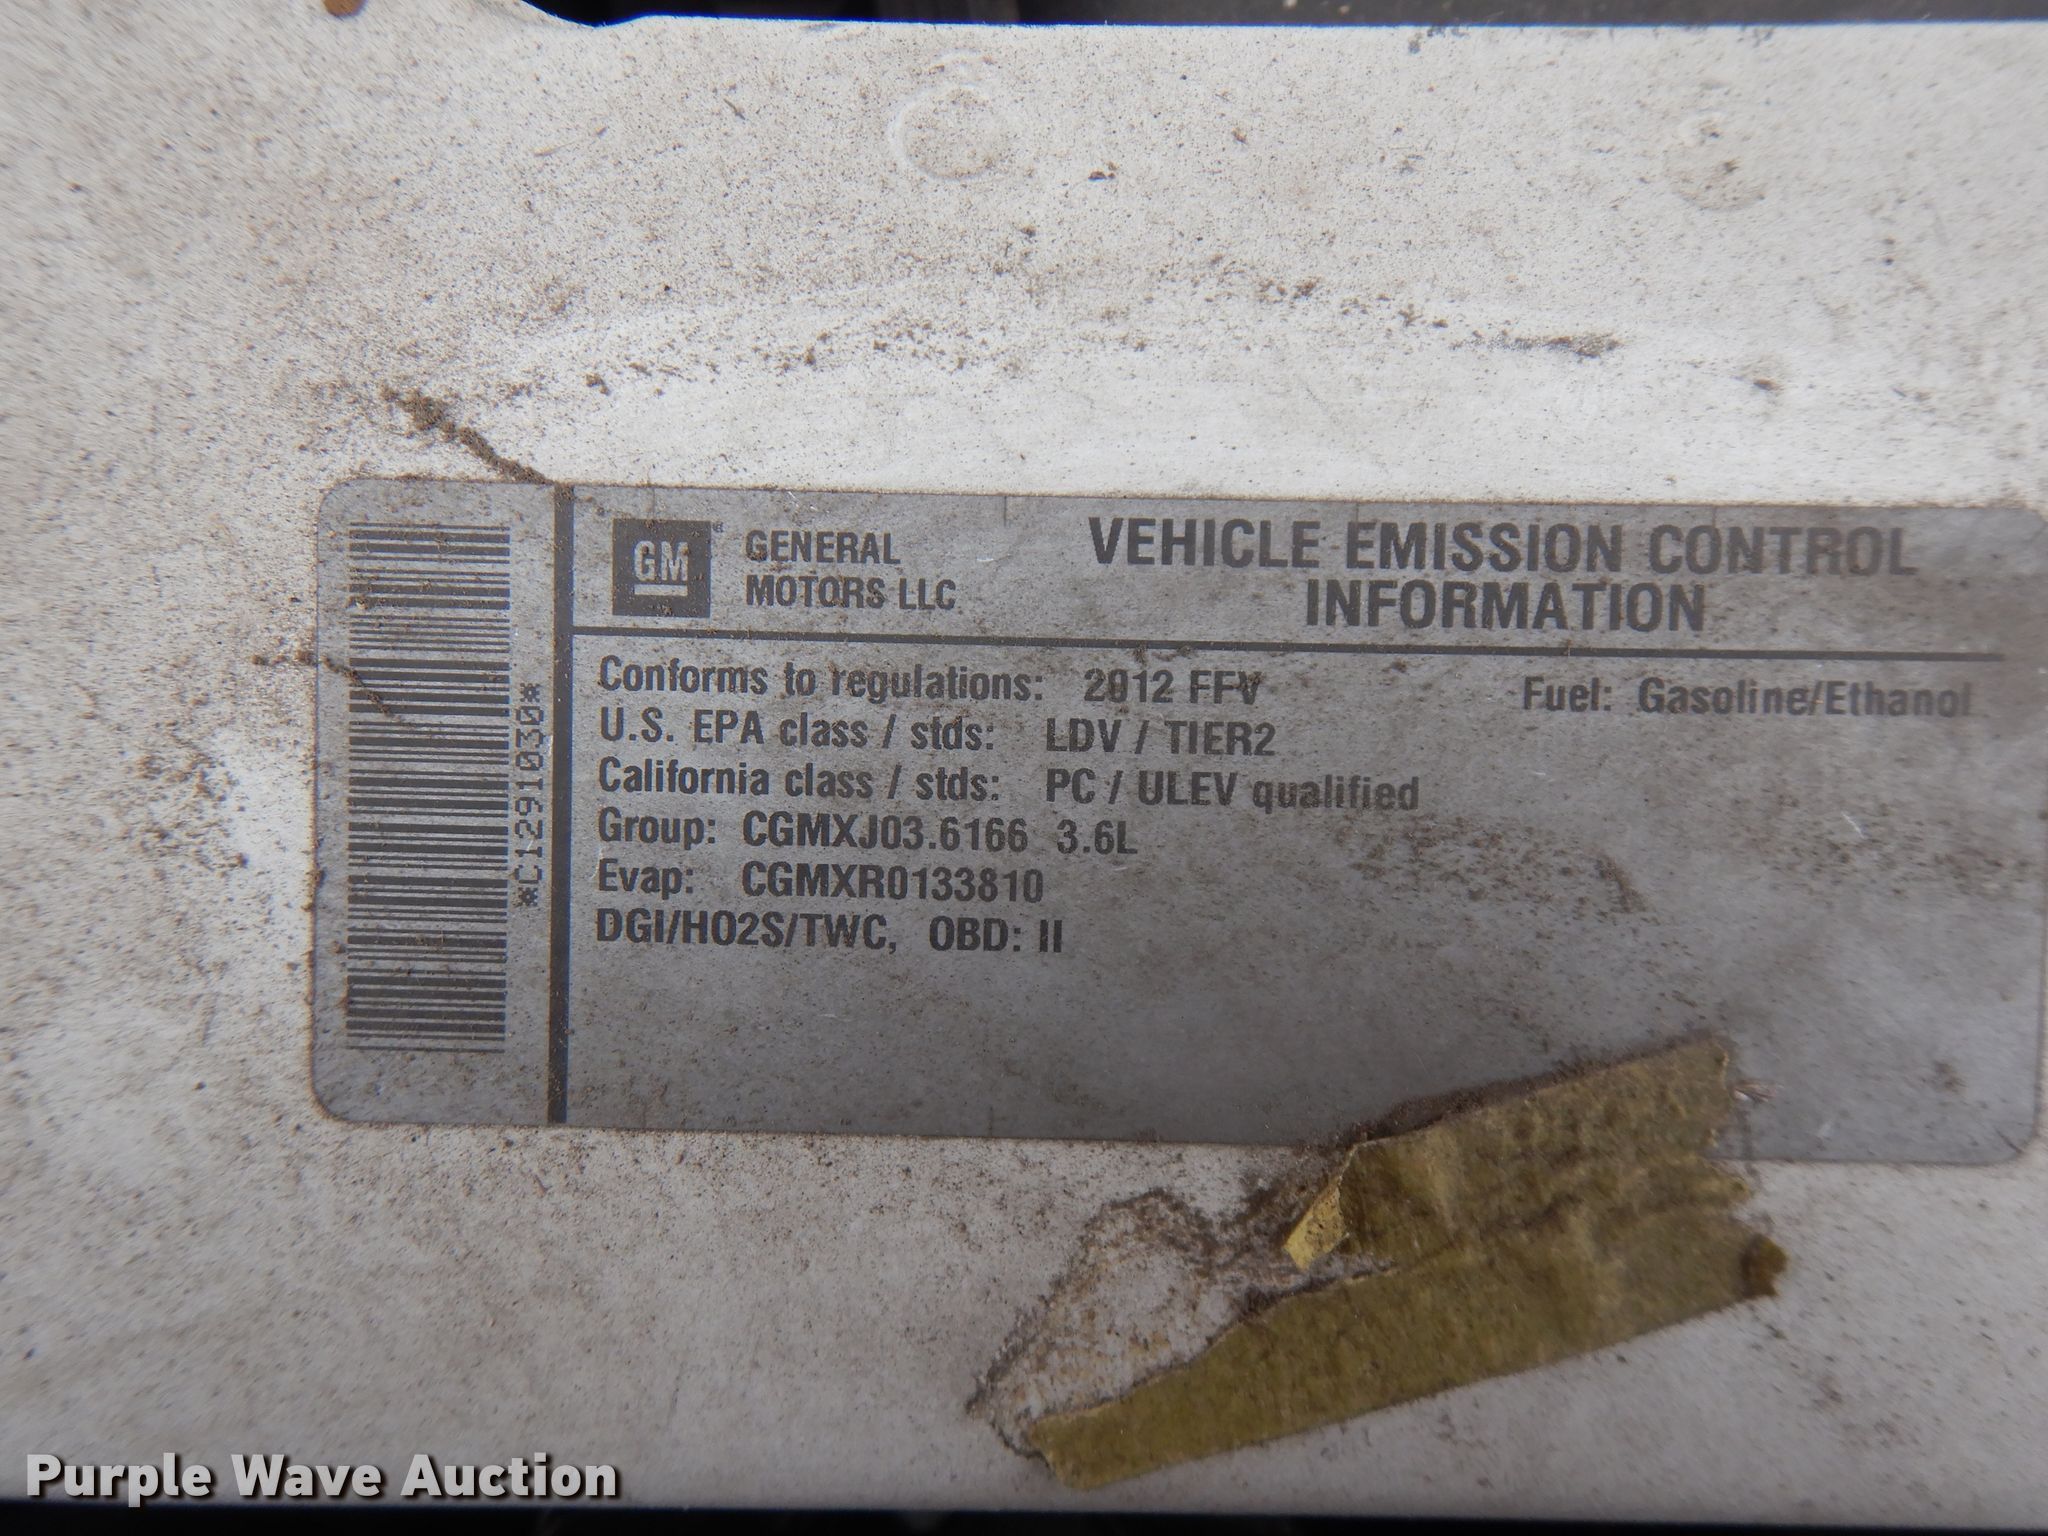 *C1291030*
GM
GENERAL
MOTORS LLC
VEHICLE EMISSION CONTROL
INFORMATION
Conforms to regulations: 2012 FFV
Fuel: Gasoline/Ethanol
U.S. EPA class / stds: LDV / TIER2
California class / stds: PC / ULEV qualified
Group: CGMXJ03.6166 3.6L
Evap: CGMXR0133810
DGI/HO2S/TWC, OBD: II
Purple Wave Auction